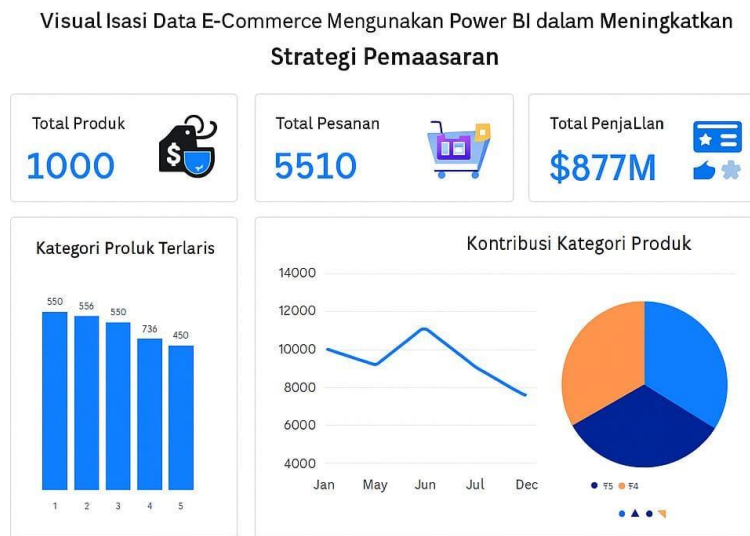 Visual Isasi Data E-Commerce Mengunakan Power BI dalam Meningkatkan
Strategi Pemaasaran
Total Produk
1000
Total Pesanan
5510
Total PenjaLlan
$877M
$
Kategori Proluk Terlaris
550 556 550 736 450
1 2 3 4 5
Kontribusi Kategori Produk
14000
12000
10000
8000
6000
4000
Jan May Jun Jul Dec